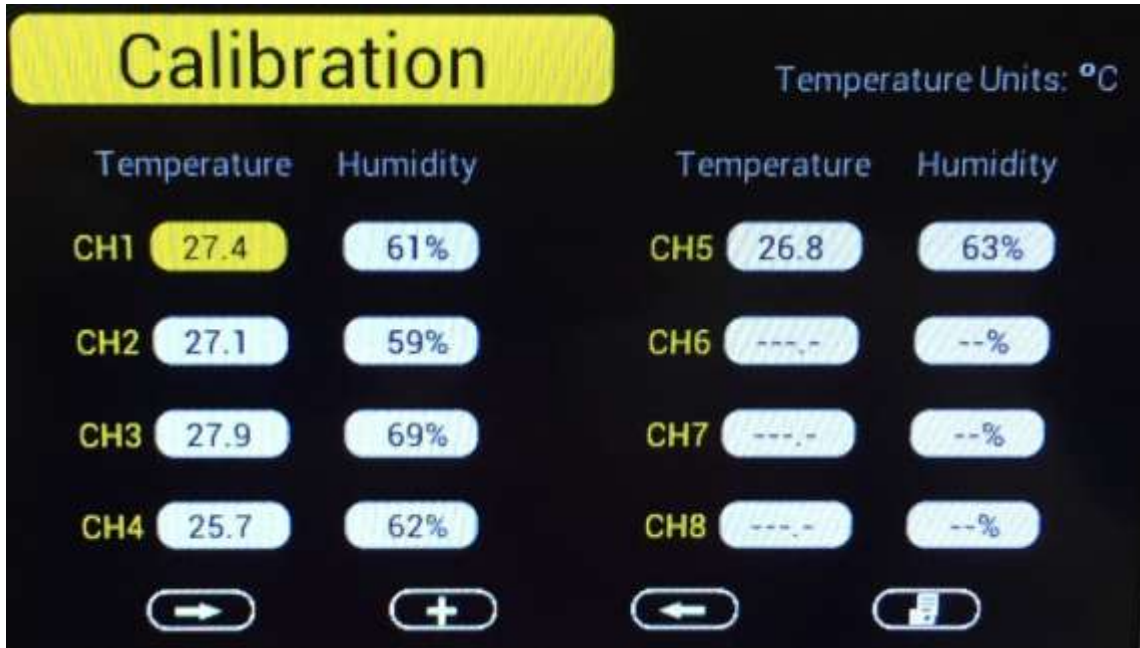 Calibration
Temperature Units: °C
Temperature Humidity Temperature Humidity
CH1 27.4 61% CH5 26.8 63%
CH2 27.1 59% CH6 ---.- --%
CH3 27.9 69% CH7 ---.- --%
CH4 25.7 62% CH8 ---.- --%